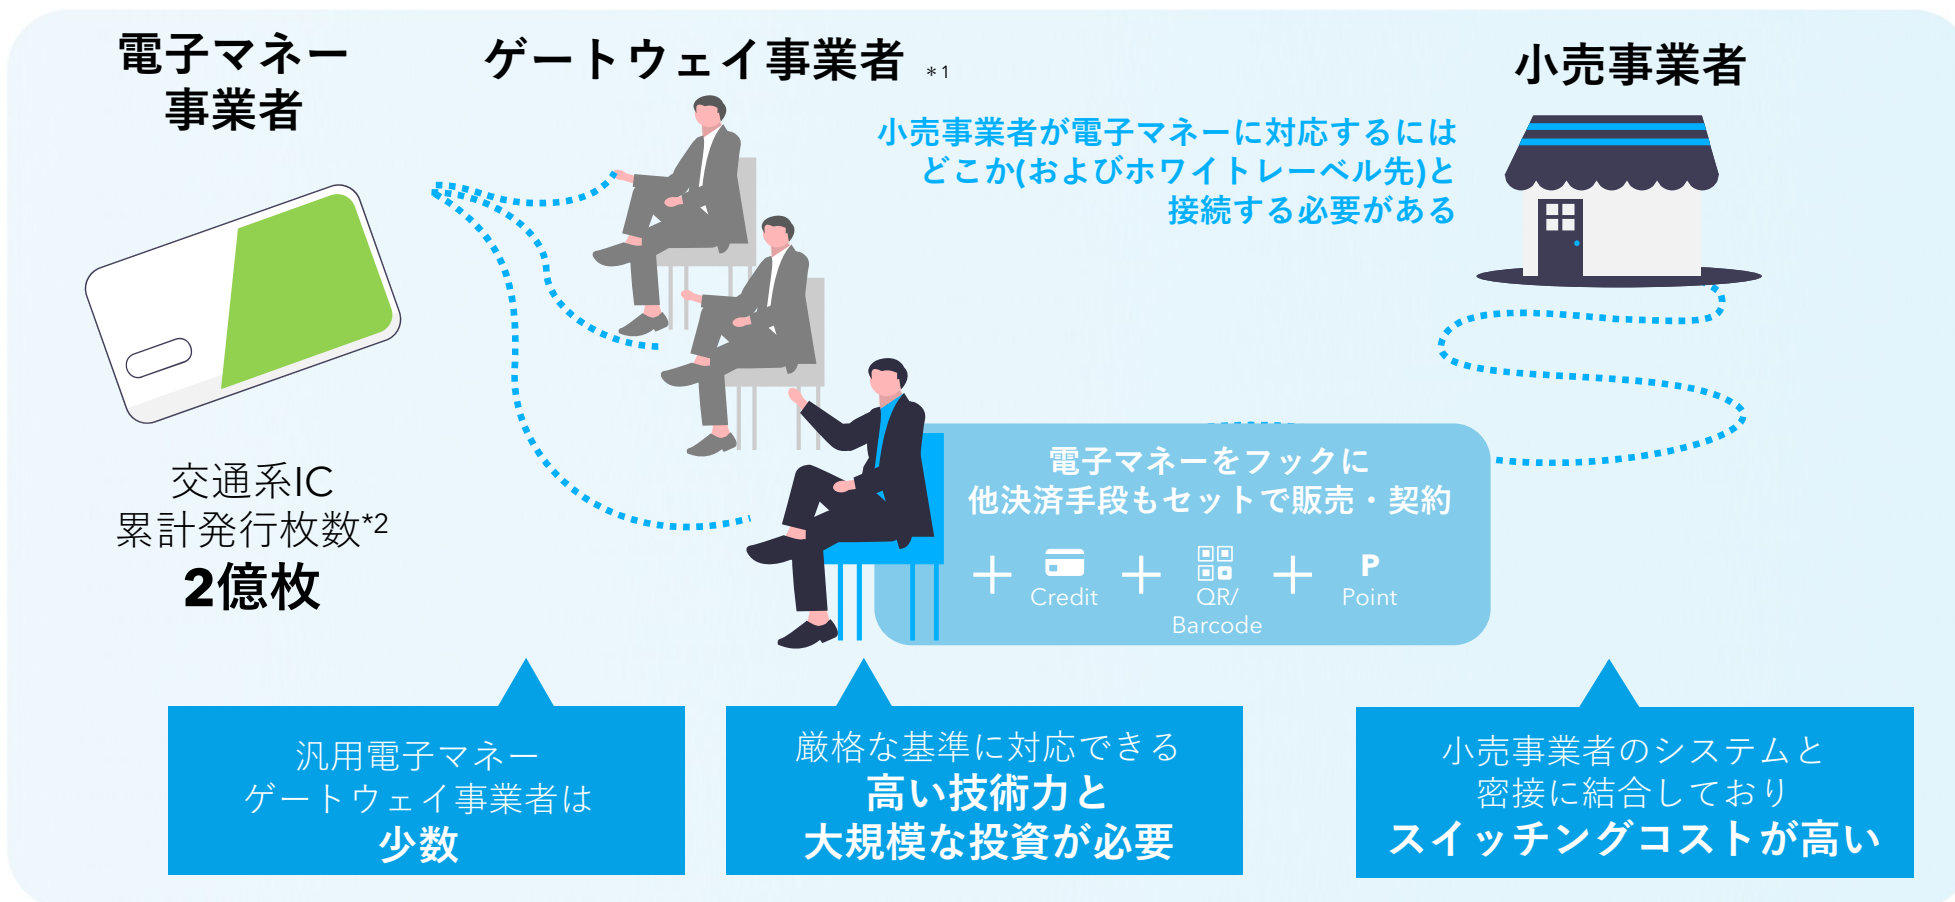 電子マネー
事業者
ゲートウェイ事業者 *1
小売事業者
小売事業者が電子マネーに対応するには
どこか(およびホワイトレーベル先)と
接続する必要がある
交通系IC
累計発行枚数*2
2億枚
電子マネーをフックに
他決済手段もセットで販売・契約
+ Credit + QR/ + P
Barcode Point
汎用電子マネー
ゲートウェイ事業者は
少数
厳格な基準に対応できる
高い技術力と
大規模な投資が必要
小売事業者のシステムと
密接に結合しており
スイッチングコストが高い